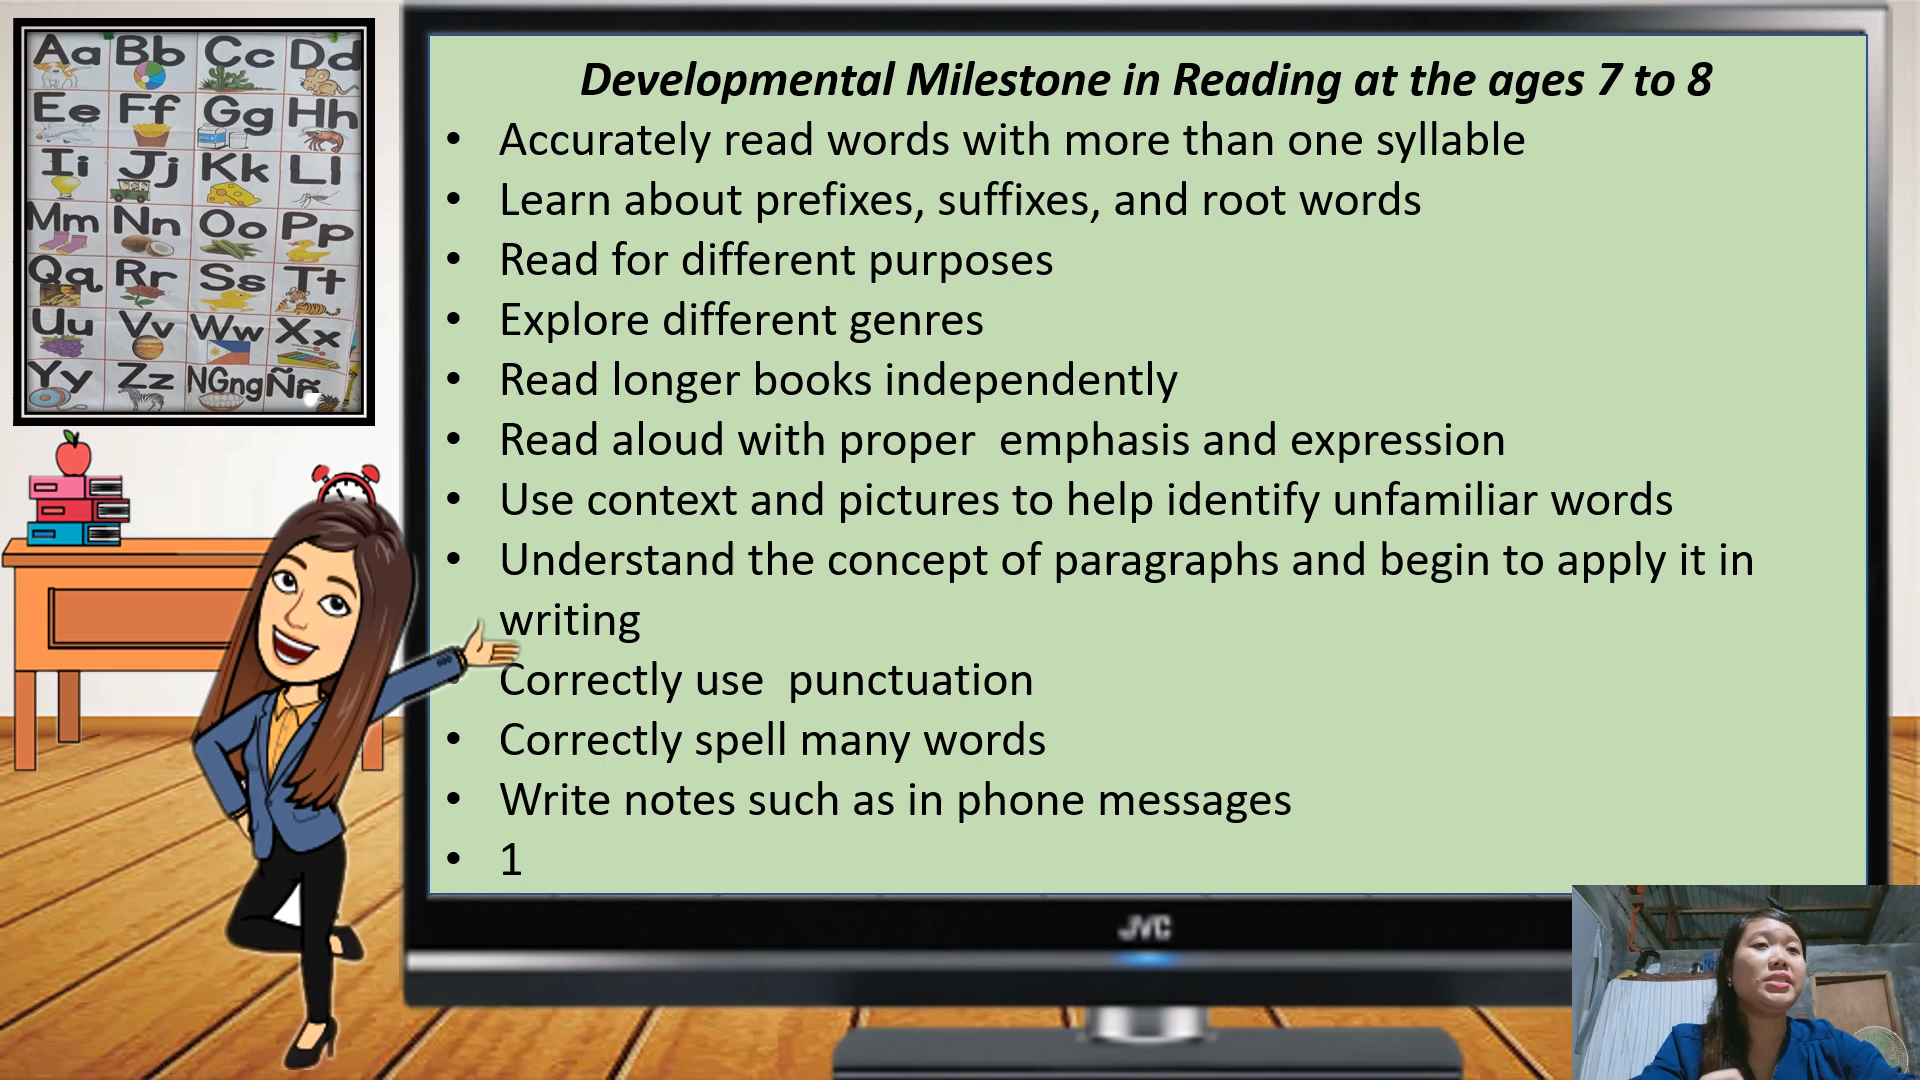 Aa Bb Cc Dd
Ee Ff Gg Hh
Ii Jj Kk Ll
Mm Nn Oo Pp
Qq Rr Ss Tt
Uu Vv Ww Xx
Yy Zz NGng Ññ
Developmental Milestone in Reading at the ages 7 to 8
• Accurately read words with more than one syllable
• Learn about prefixes, suffixes, and root words
• Read for different purposes
• Explore different genres
• Read longer books independently
• Read aloud with proper  emphasis and expression
• Use context and pictures to help identify unfamiliar words
• Understand the concept of paragraphs and begin to apply it in
writing
Correctly use  punctuation
• Correctly spell many words
• Write notes such as in phone messages
• 1
JVC